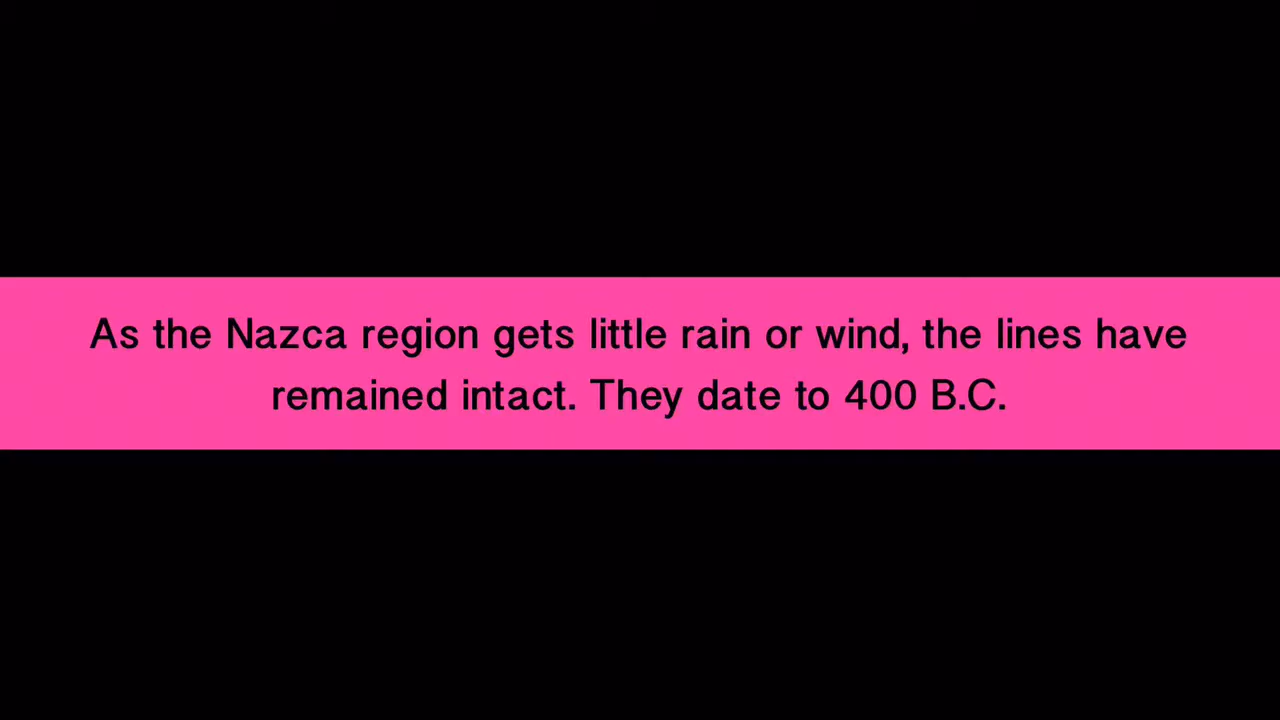 As the Nazca region gets little rain or wind, the lines have
remained intact. They date to 400 B.C.